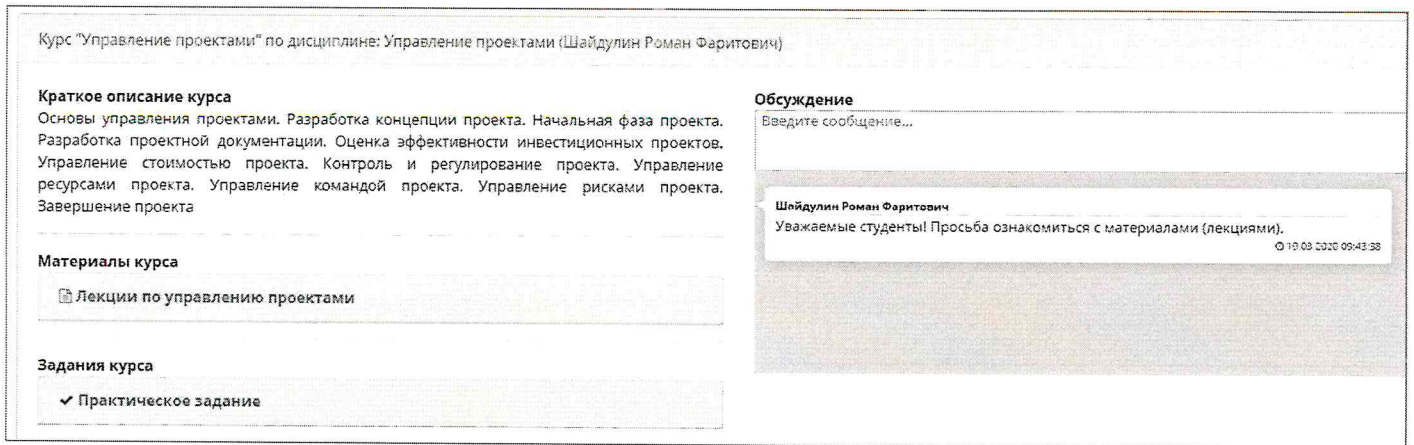 Курс "Управление проектами" по дисциплине: Управление проектами (Шайдулин Роман Фаритович)
Краткое описание курса
Основы управления проектами. Разработка концепции проекта. Начальная фаза проекта.
Разработка проектной документации. Оценка эффективности инвестиционных проектов.
Управление стоимостью проекта. Контроль и регулирование проекта. Управление
ресурсами проекта. Управление командой проекта. Управление рисками проекта.
Завершение проекта
Материалы курса
Лекции по управлению проектами
Задания курса
Практическое задание
Обсуждение
Введите сообщение...
Шайдулин Роман Фаритович
Уважаемые студенты! Просьба ознакомиться с материалами (лекциями).
19.03.2020 09:43:38